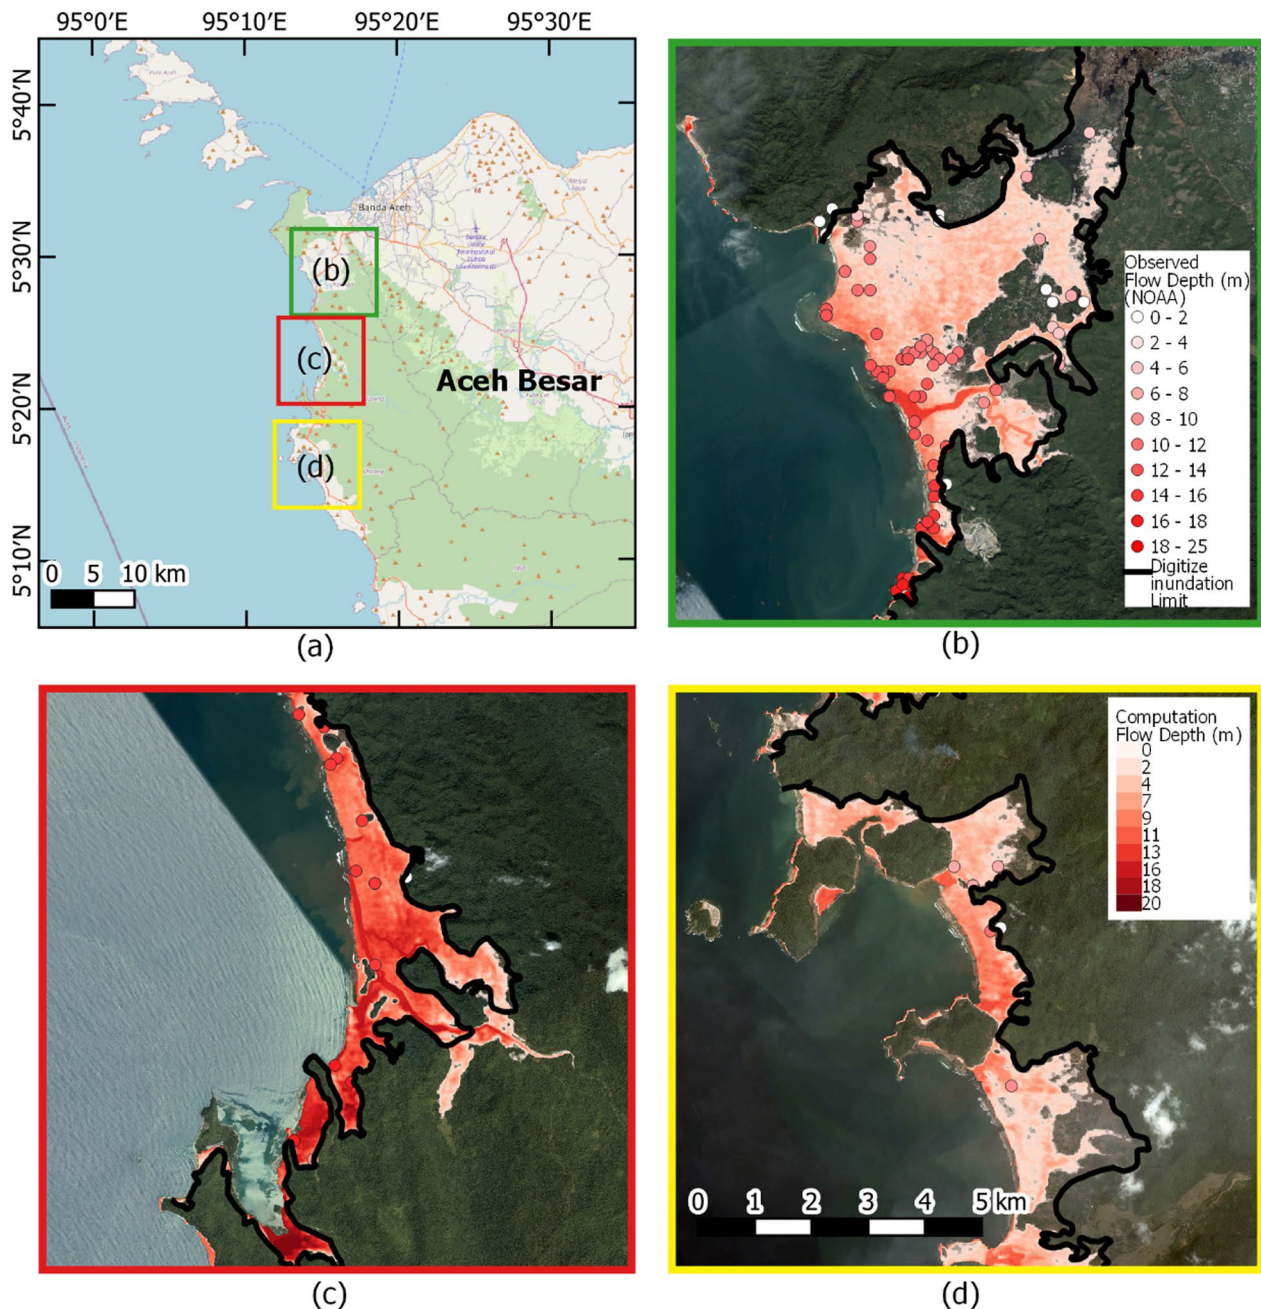 95°0′E 95°10′E 95°20′E 95°30′E
5°40′N
5°30′N
5°20′N
5°10′N
Pulo Aceh
Banda Aceh
(b)
(c)
(d)
Aceh Besar
0 5 10 km
(a)
Observed
Flow Depth (m)
(NOAA)
0 - 2
2 - 4
4 - 6
6 - 8
8 - 10
10 - 12
12 - 14
14 - 16
16 - 18
18 - 25
Digitize
inundation
Limit
(b)
(c)
Computation
Flow Depth (m)
0
2
4
7
9
11
13
16
18
20
0 1 2 3 4 5 km
(d)